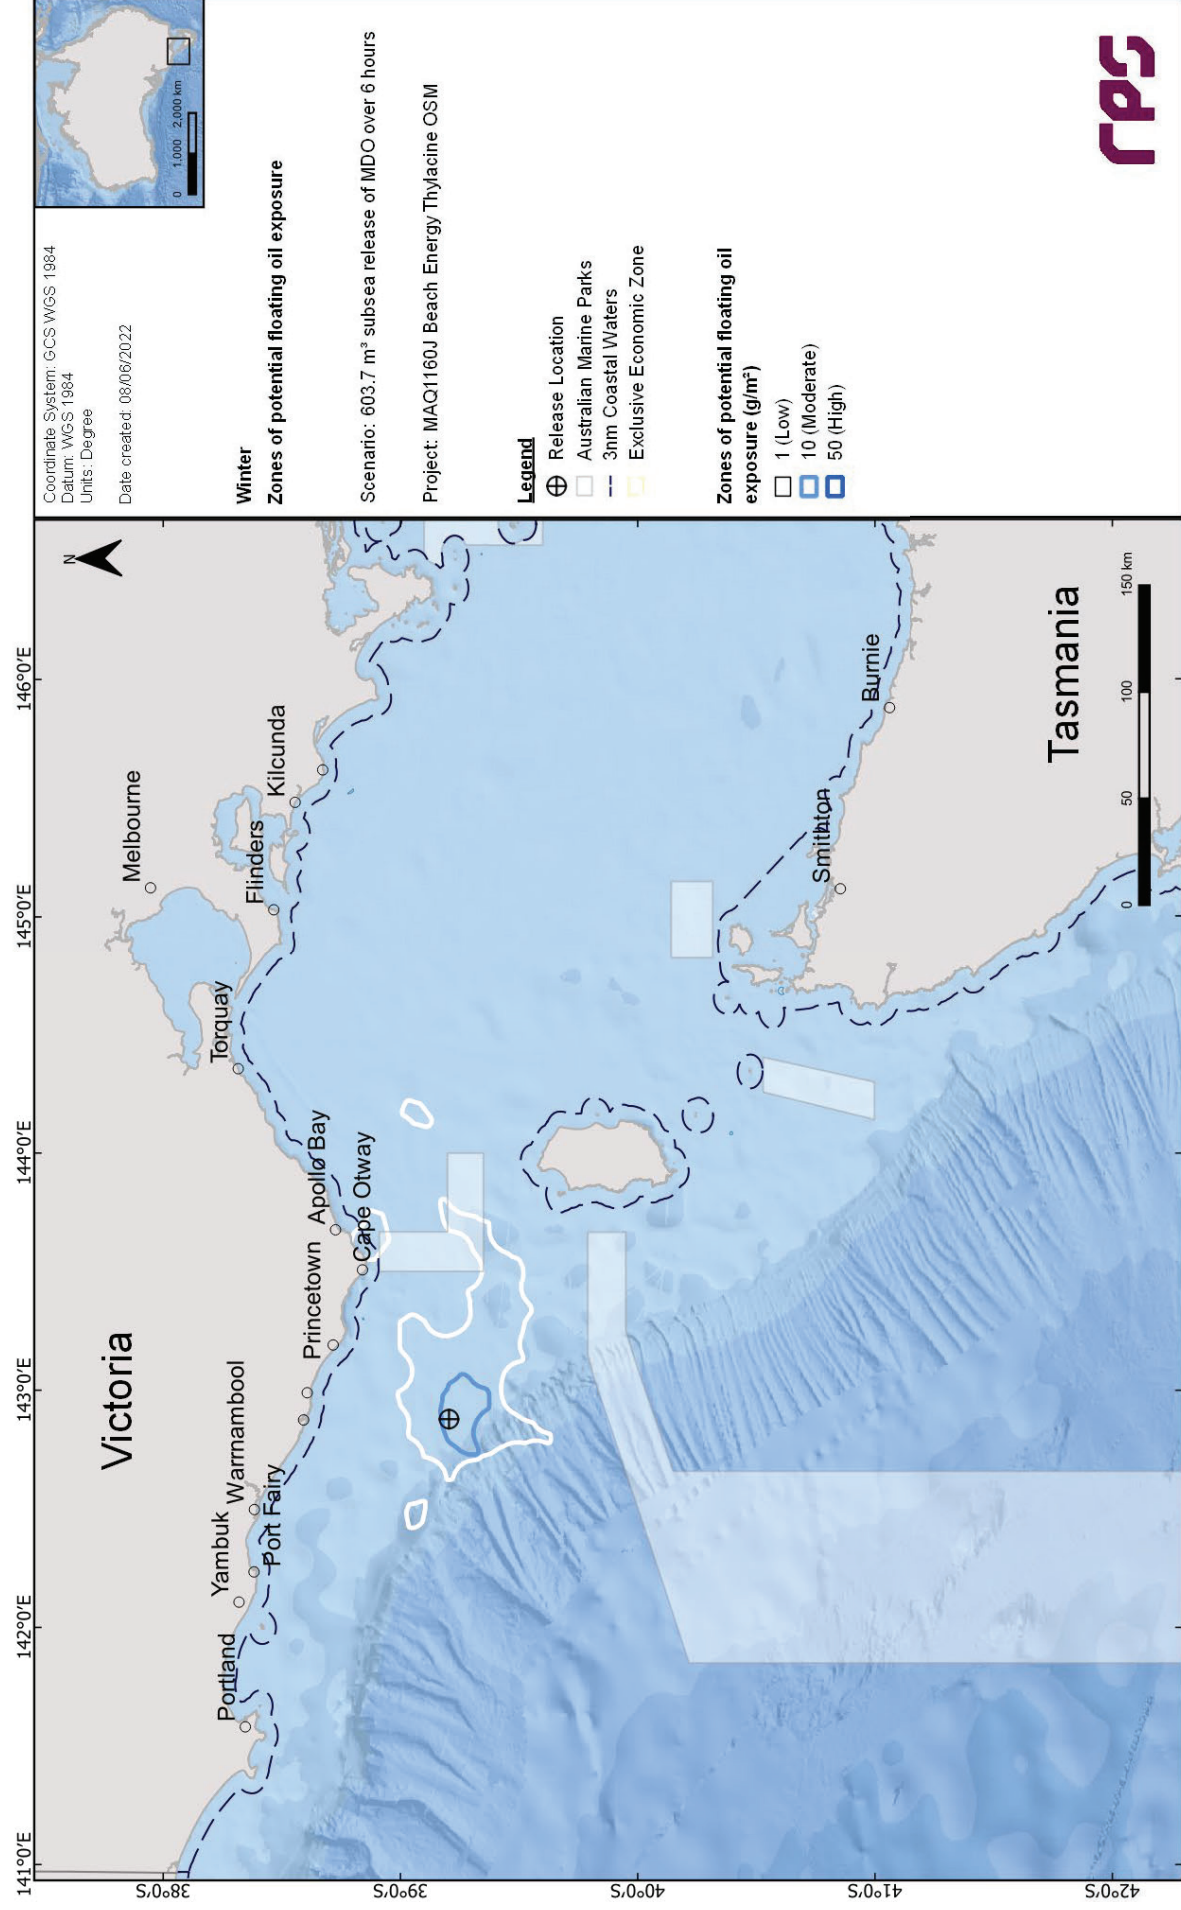 141°0'E
142°0'E
143°0'E
144°0'E
145°0'E
146°0'E
38°0'S
39°0'S
40°0'S
41°0'S
42°0'S
N
Victoria
Melbourne
Portland
Yambuk
Warrnambool
Port Fairy
Princetown
Apollo Bay
Cape Otway
Torquay
Flinders
Kilcunda
Smithton
Burnie
Tasmania
0 50 100 150 km
Coordinate System: GCS WGS 1984
Datum: WGS 1984
Units: Degree
Date created: 08/06/2022
0 1,000 2,000 km
Winter
Zones of potential floating oil exposure
Scenario: 603.7 m³ subsea release of MDO over 6 hours
Project: MAQ1160J Beach Energy Thylacine OSM
Legend
Release Location
Australian Marine Parks
3nm Coastal Waters
Exclusive Economic Zone
Zones of potential floating oil
exposure (g/m²)
1 (Low)
10 (Moderate)
50 (High)
rps